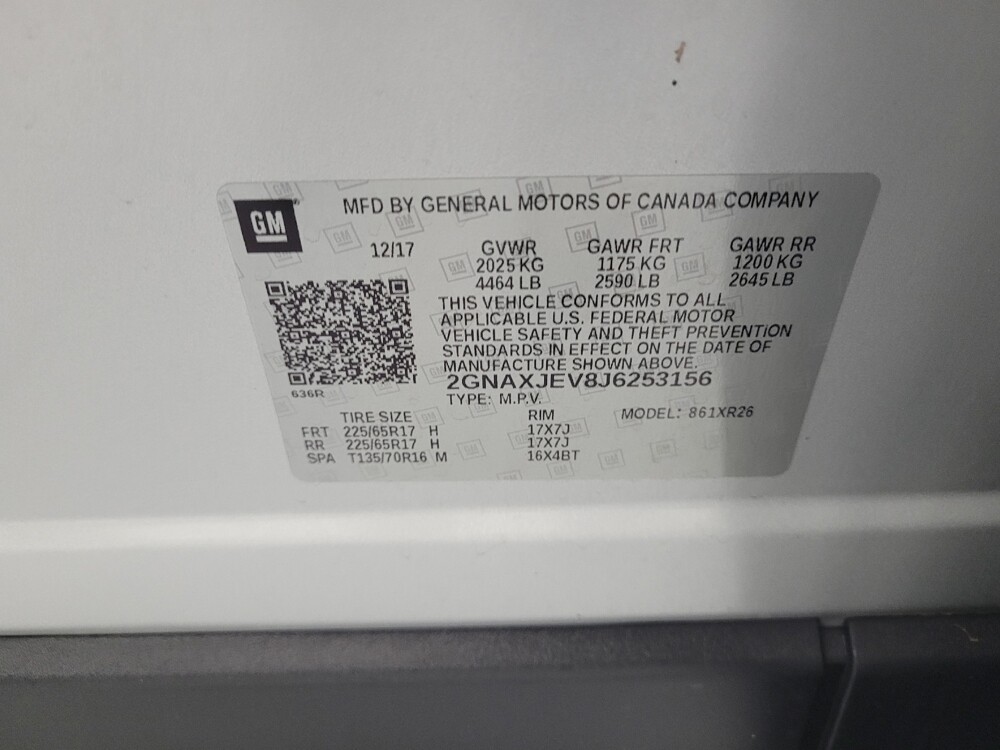 GM
MFD BY GENERAL MOTORS OF CANADA COMPANY
12/17
GVWR GAWR FRT GAWR RR
2025 KG 1175 KG 1200 KG
4464 LB 2590 LB 2645 LB
THIS VEHICLE CONFORMS TO ALL
APPLICABLE U.S. FEDERAL MOTOR
VEHICLE SAFETY AND THEFT PREVENTION
STANDARDS IN EFFECT ON THE DATE OF
MANUFACTURE SHOWN ABOVE.
2GNAXJEV8J6253156
TYPE: M.P.V.
636R
TIRE SIZE RIM MODEL: 861XR26
FRT 225/65R17 H 17X7J
RR 225/65R17 H 17X7J
SPA T135/70R16 M 16X4BT